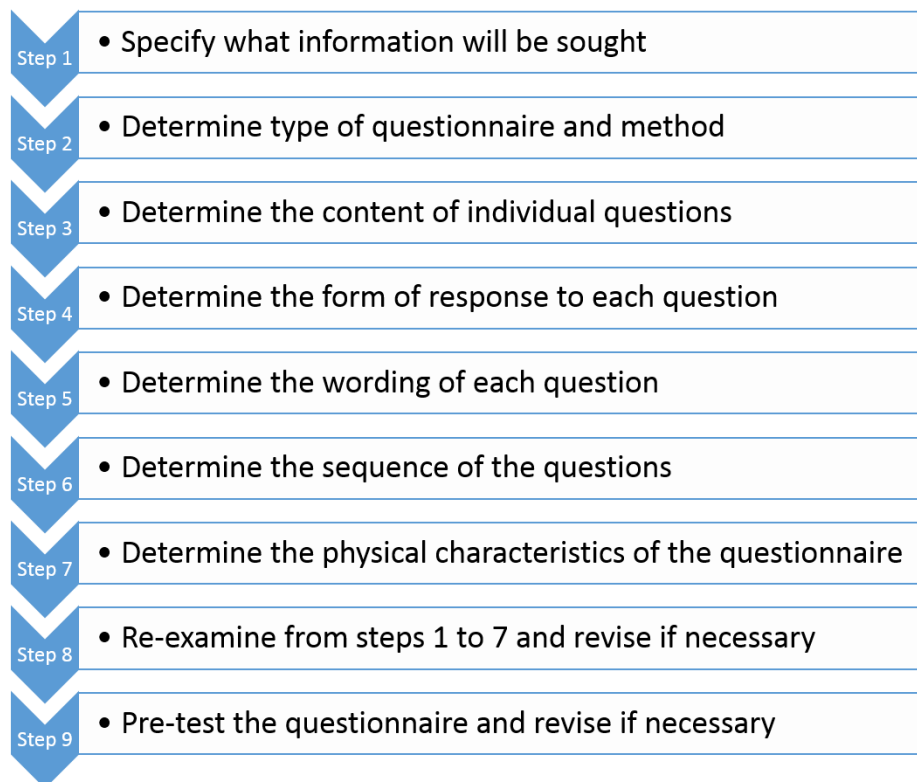 Step 1 • Specify what information will be sought
Step 2 • Determine type of questionnaire and method
Step 3 • Determine the content of individual questions
Step 4 • Determine the form of response to each question
Step 5 • Determine the wording of each question
Step 6 • Determine the sequence of the questions
Step 7 • Determine the physical characteristics of the questionnaire
Step 8 • Re-examine from steps 1 to 7 and revise if necessary
Step 9 • Pre-test the questionnaire and revise if necessary